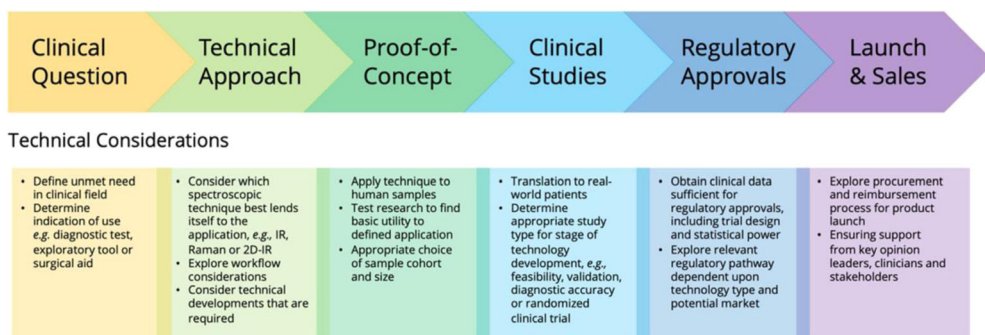 Clinical
Question
Technical
Approach
Proof-of-
Concept
Clinical
Studies
Regulatory
Approvals
Launch
& Sales
Technical Considerations
• Define unmet need
in clinical field
• Determine
indication of use
e.g. diagnostic test,
exploratory tool or
surgical aid
• Consider which
spectroscopic
technique best lends
itself to the
application, e.g., IR,
Raman or 2D-IR
• Explore workflow
considerations
• Consider technical
developments that are
required
• Apply technique to
human samples
• Test research to find
basic utility to
defined application
• Appropriate choice
of sample cohort
and size
• Translation to real-
world patients
• Determine
appropriate study
type for stage of
technology
development, e.g.,
feasibility, validation,
diagnostic accuracy
or randomized
clinical trial
• Obtain clinical data
sufficient for
regulatory approvals,
including trial design
and statistical power
• Explore relevant
regulatory pathway
dependent upon
technology type and
potential market
• Explore procurement
and reimbursement
process for product
launch
• Ensuring support
from key opinion
leaders, clinicians and
stakeholders